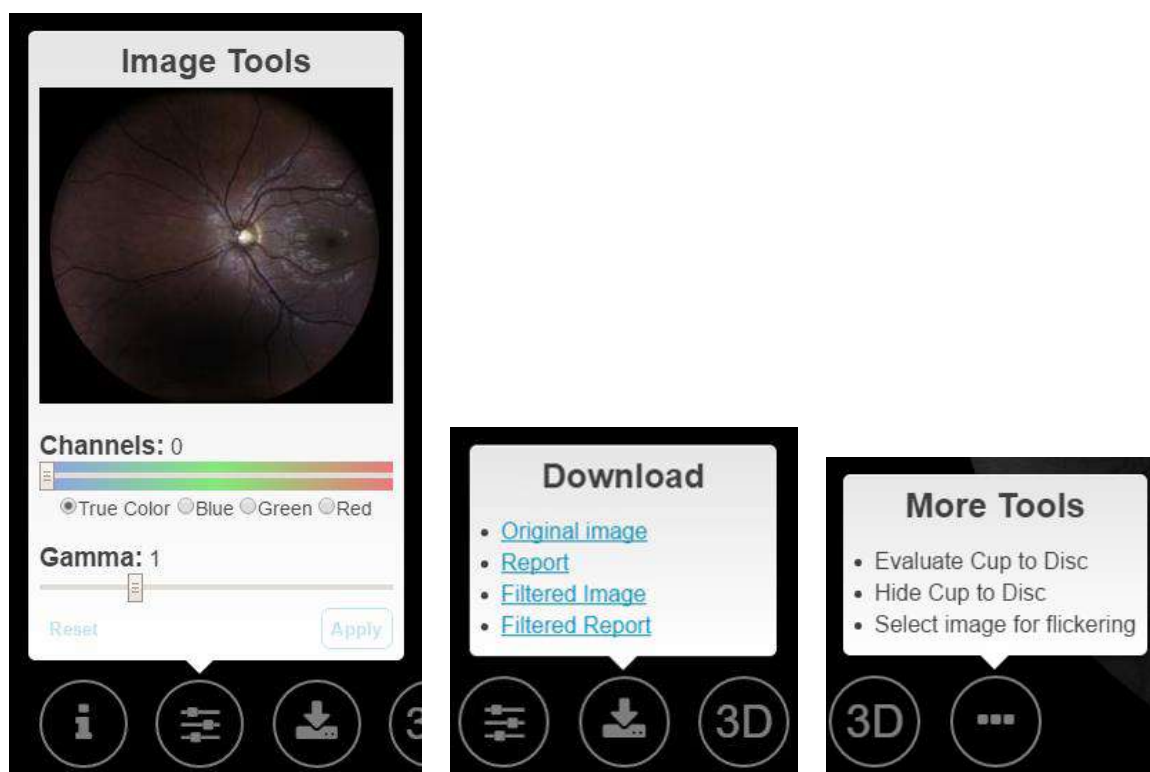 Image Tools
Channels: 0
True Color Blue Green Red
Gamma: 1
Reset Apply
i
Download
Original image
Report
Filtered Image
Filtered Report
3D
More Tools
Evaluate Cup to Disc
Hide Cup to Disc
Select image for flickering
3D